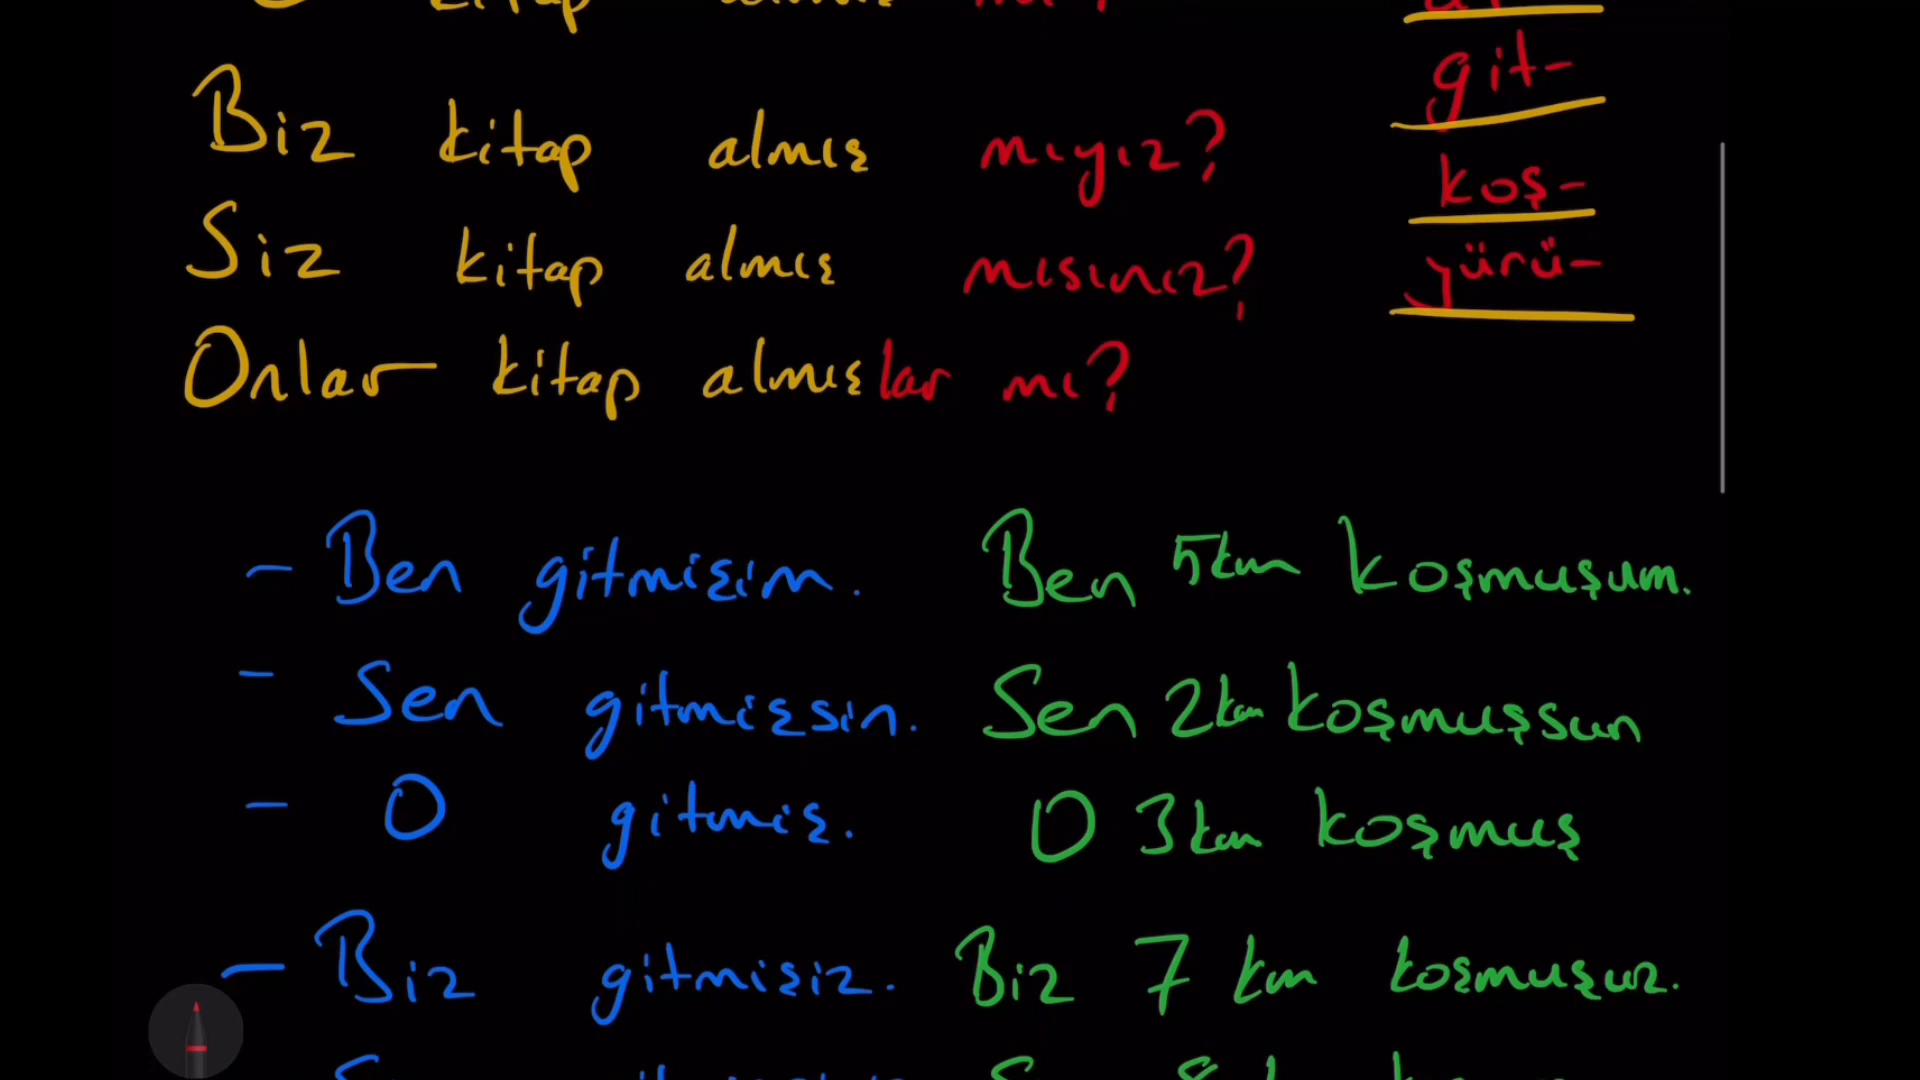 kitap
Biz kitap almış mıyız?
Siz kitap almış mısınız?
Onlar kitap almışlar mı?
git-
koş-
yürü-
- Ben gitmişim.
- Sen gitmişsin.
- O gitmiş.
- Biz gitmişiz.
Ben 5km koşmuşum.
Sen 2km koşmuşsun
O 3km koşmuş
Biz 7 km koşmuşuz.